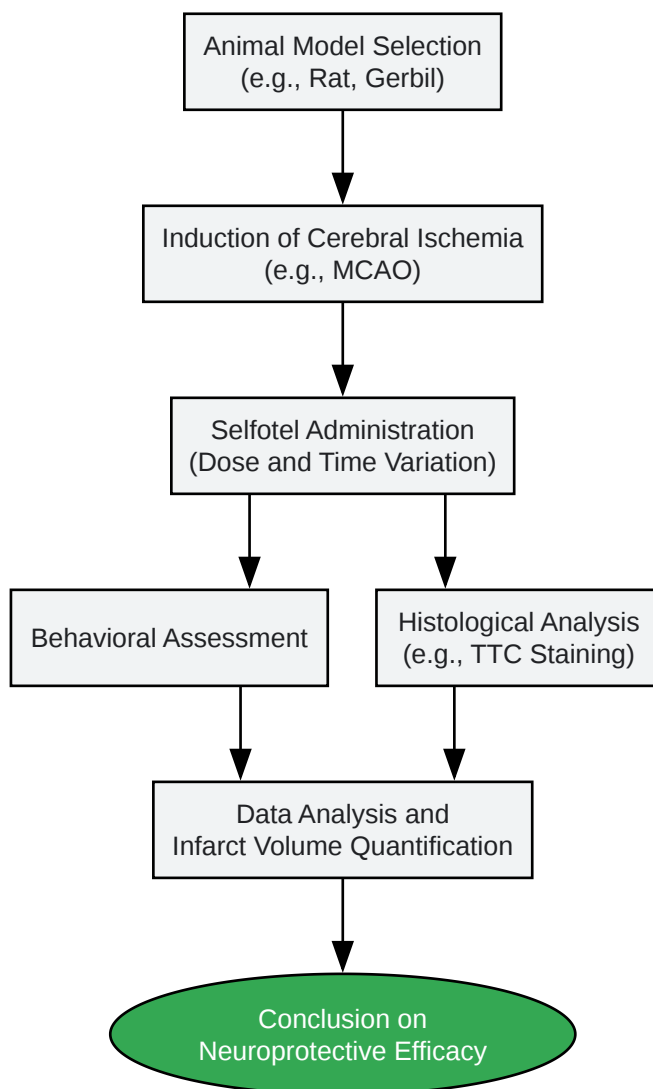 Animal Model Selection
(e.g., Rat, Gerbil)
Induction of Cerebral Ischemia
(e.g., MCAO)
Selfotel Administration
(Dose and Time Variation)
Behavioral Assessment
Histological Analysis
(e.g., TTC Staining)
Data Analysis and
Infarct Volume Quantification
Conclusion on
Neuroprotective Efficacy